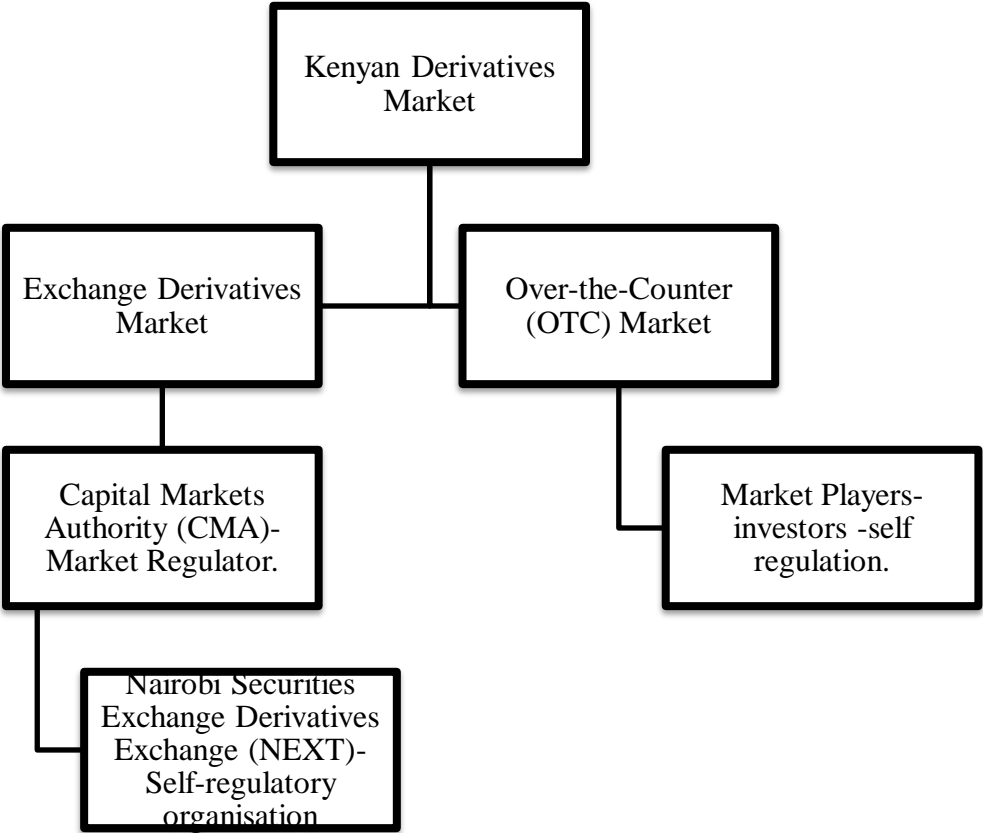 Kenyan Derivatives
Market
Exchange Derivatives
Market
Over-the-Counter
(OTC) Market
Capital Markets
Authority (CMA)-
Market Regulator.
Market Players-
investors -self
regulation.
Nairobi Securities
Exchange Derivatives
Exchange (NEXT)-
Self-regulatory
organisation